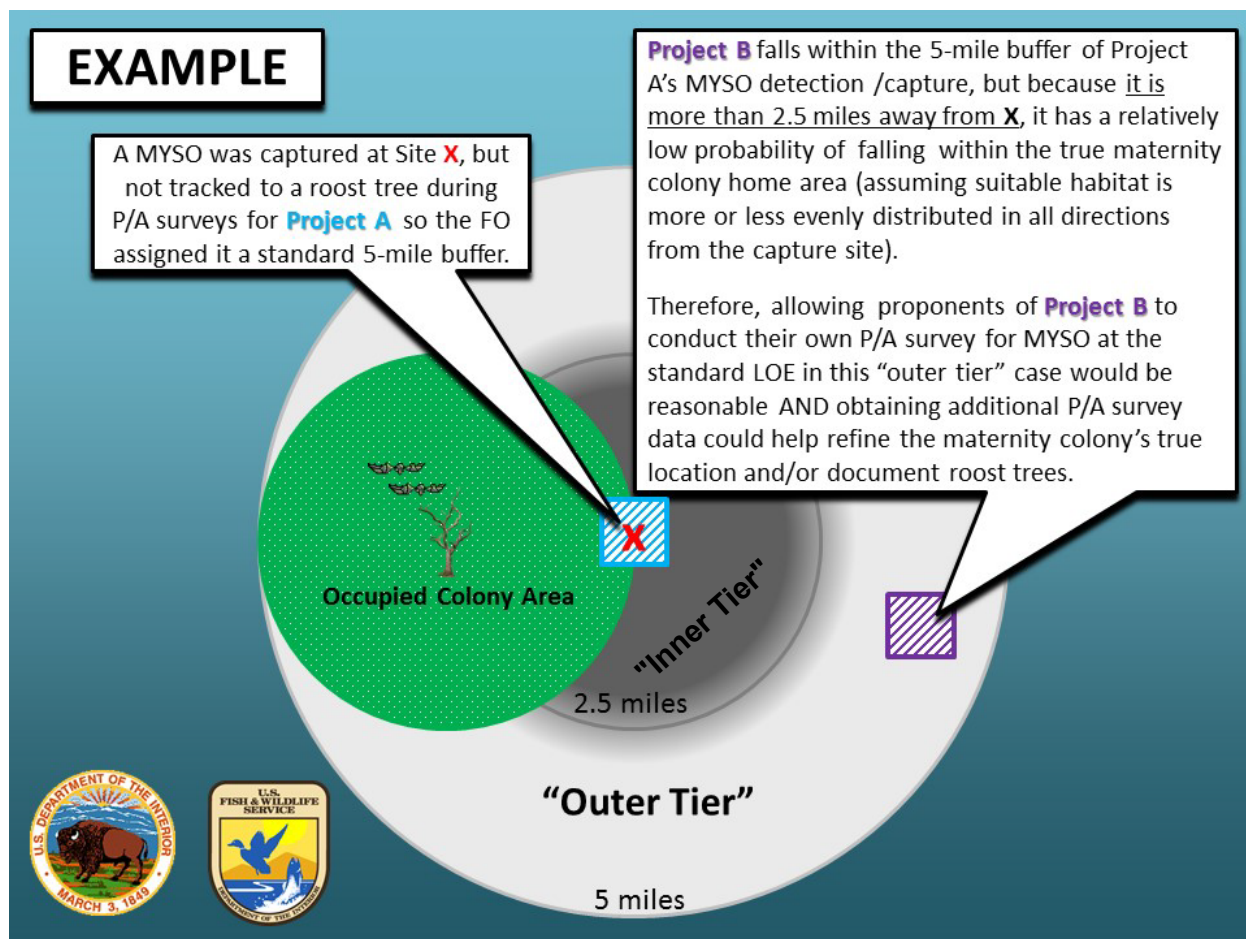 EXAMPLE
A MYSO was captured at Site X, but
not tracked to a roost tree during
P/A surveys for Project A so the FO
assigned it a standard 5-mile buffer.
Project B falls within the 5-mile buffer of Project
A’s MYSO detection /capture, but because it is
more than 2.5 miles away from X, it has a relatively
low probability of falling within the true maternity
colony home area (assuming suitable habitat is
more or less evenly distributed in all directions
from the capture site).
Therefore, allowing proponents of Project B to
conduct their own P/A survey for MYSO at the
standard LOE in this “outer tier” case would be
reasonable AND obtaining additional P/A survey
data could help refine the maternity colony’s true
location and/or document roost trees.
X
Occupied Colony Area
"Inner Tier"
2.5 miles
“Outer Tier”
5 miles
U.S. DEPARTMENT OF THE INTERIOR
MARCH 3, 1849
U.S.
FISH & WILDLIFE
SERVICE
DEPARTMENT OF THE INTERIOR